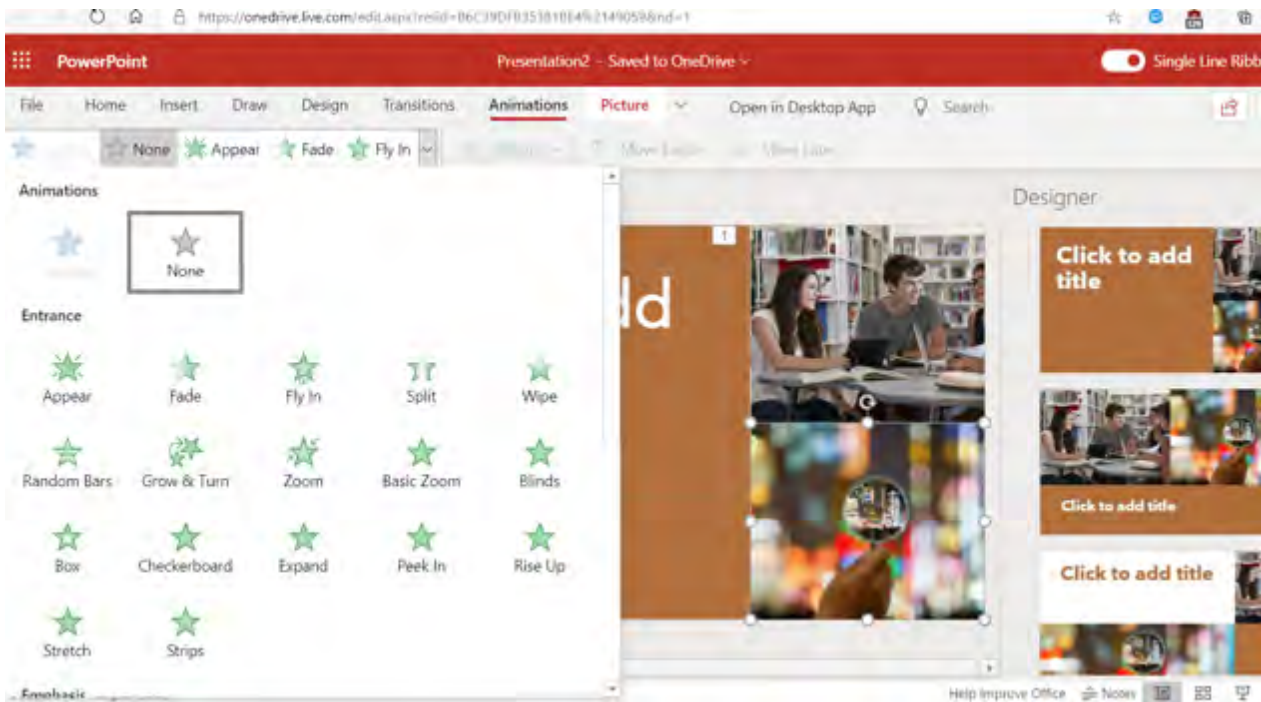 https://onedrive.live.com/edit.aspx?resid=
PowerPoint Presentation2 – Saved to OneDrive Single Line Ribb
File Home Insert Draw Design Transitions Animations Picture Open in Desktop App Search
None Appear Fade Fly In
Animations
None
Entrance
Appear Fade Fly In Split Wipe
Random Bars Grow & Turn Zoom Basic Zoom Blinds
Box Checkerboard Expand Peek In Rise Up
Stretch Strips
Emphasis
1
dd
Designer
Click to add
title
Click to add title
Click to add title
Help Improve Office Notes